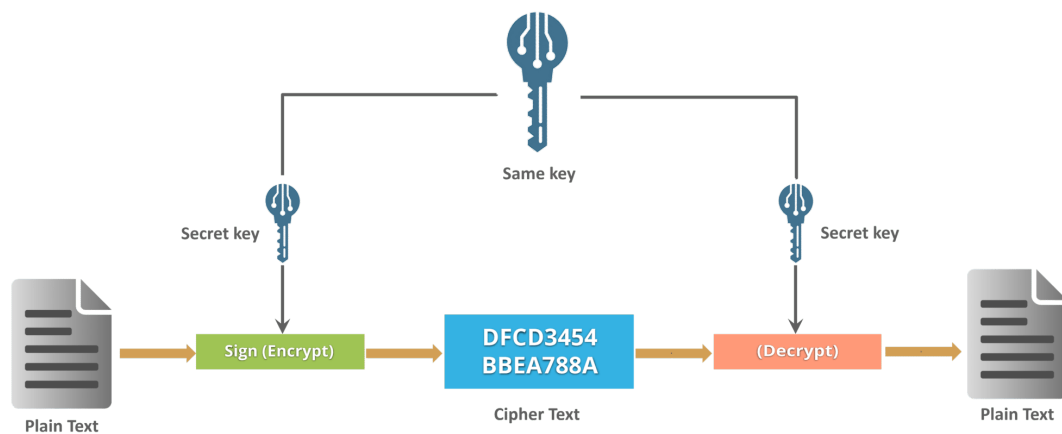 Same key
Secret key
Secret key
Sign (Encrypt)
DFCD3454
BBEA788A
(Decrypt)
Plain Text
Cipher Text
Plain Text